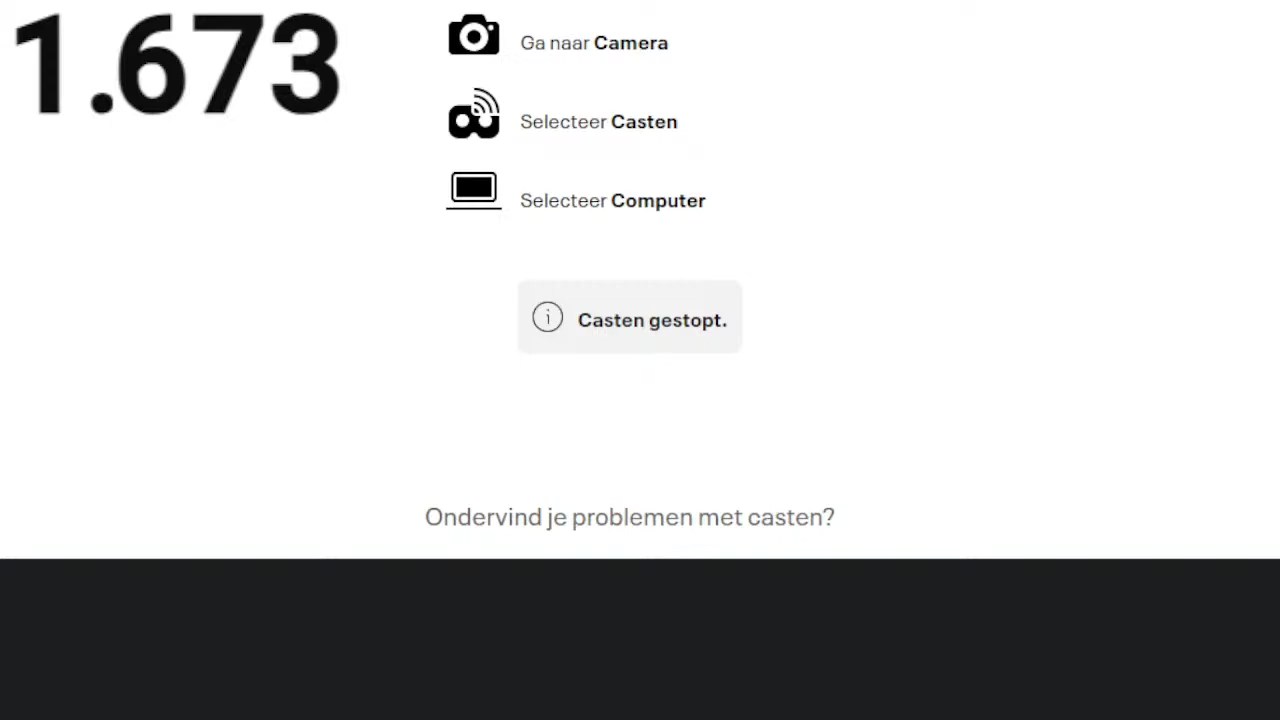 1.673
Ga naar Camera
Selecteer Casten
Selecteer Computer
Casten gestopt.
Ondervind je problemen met casten?